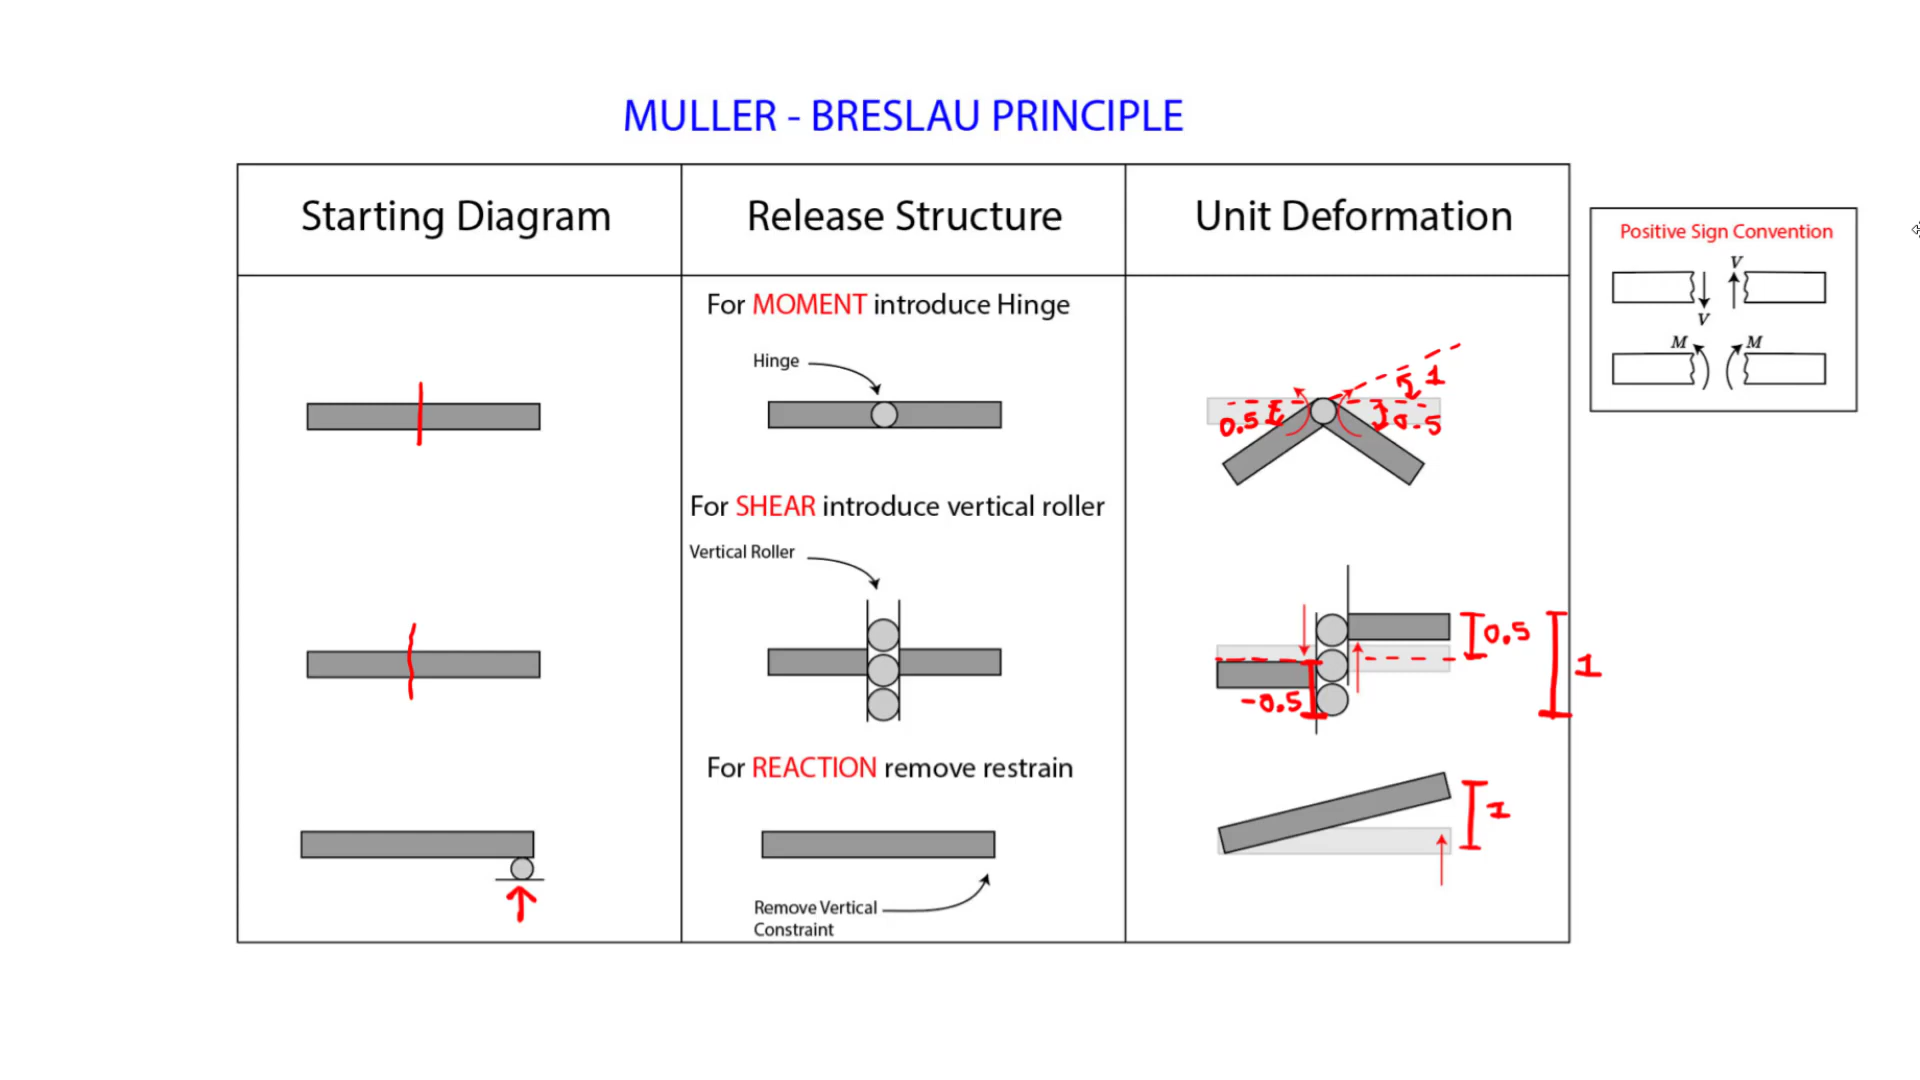 MULLER - BRESLAU PRINCIPLE
Starting Diagram
Release Structure
Unit Deformation
Positive Sign Convention
V
V
M
M
For MOMENT introduce Hinge
Hinge
1
0.5
0.5
For SHEAR introduce vertical roller
Vertical Roller
0.5
1
-0.5
For REACTION remove restrain
1
Remove Vertical
Constraint